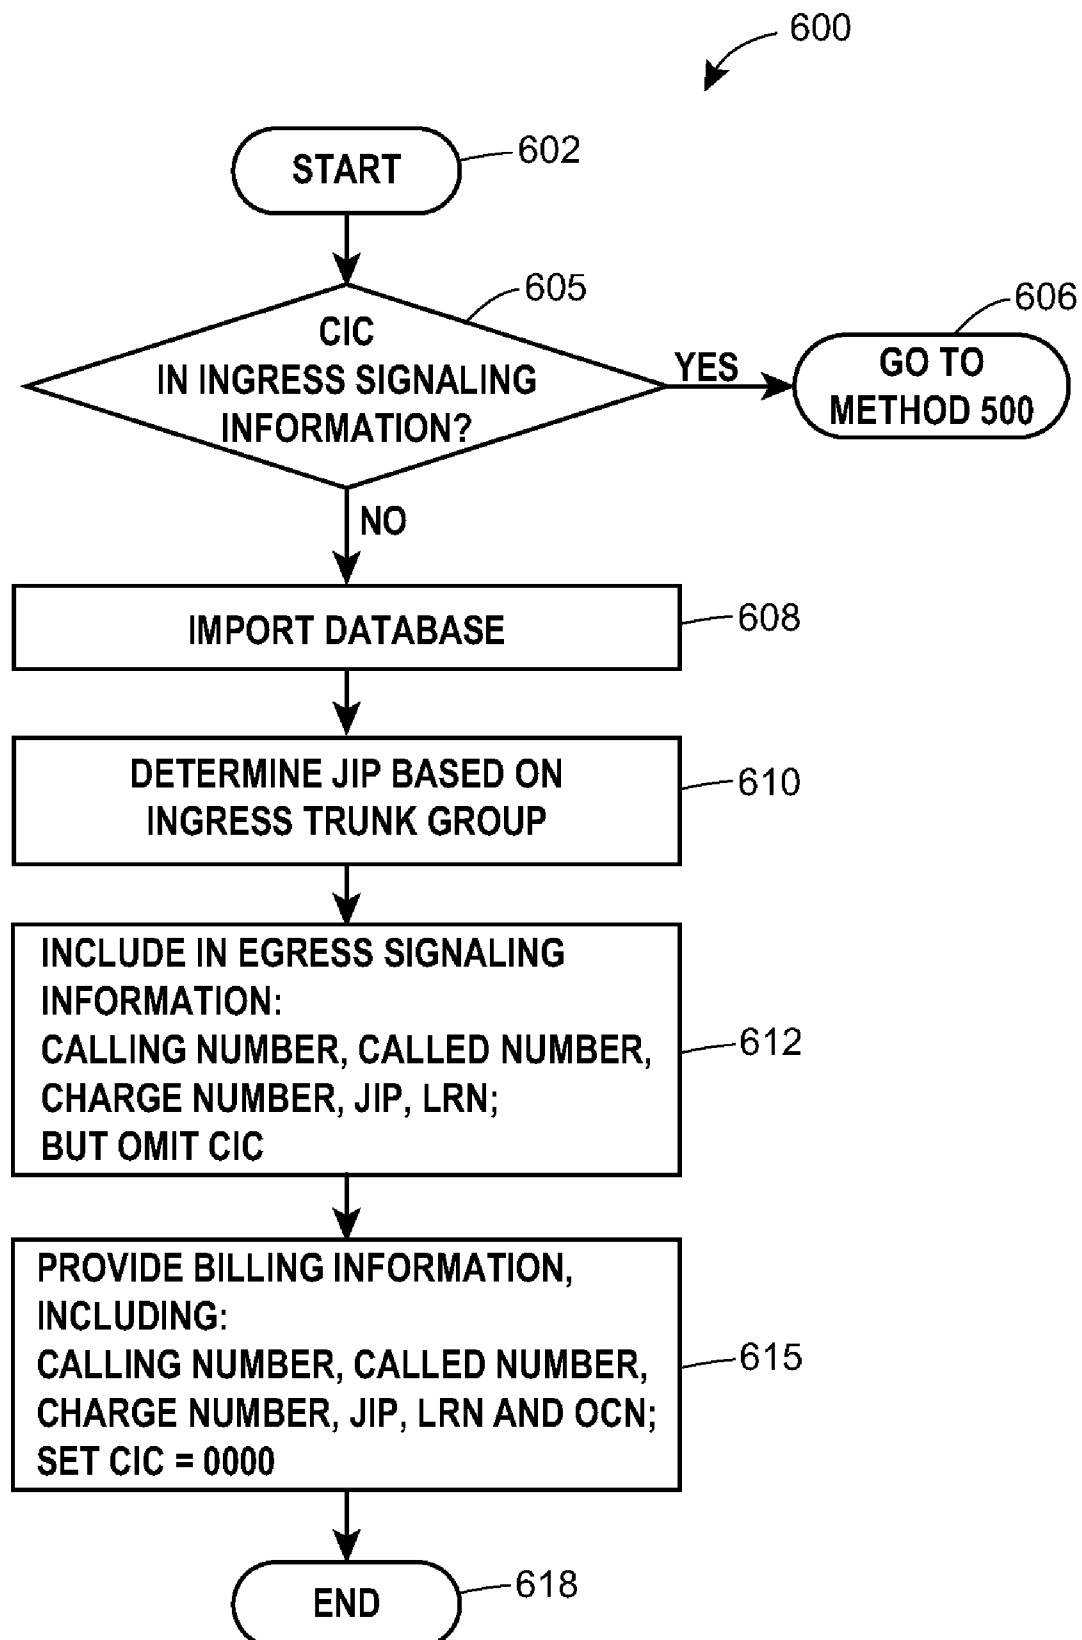 600
START
602
CIC
IN INGRESS SIGNALING
INFORMATION?
605
YES
GO TO
METHOD 500
606
NO
IMPORT DATABASE
608
DETERMINE JIP BASED ON
INGRESS TRUNK GROUP
610
INCLUDE IN EGRESS SIGNALING
INFORMATION:
CALLING NUMBER, CALLED NUMBER,
CHARGE NUMBER, JIP, LRN;
BUT OMIT CIC
612
PROVIDE BILLING INFORMATION,
INCLUDING:
CALLING NUMBER, CALLED NUMBER,
CHARGE NUMBER, JIP, LRN AND OCN;
SET CIC = 0000
615
END
618